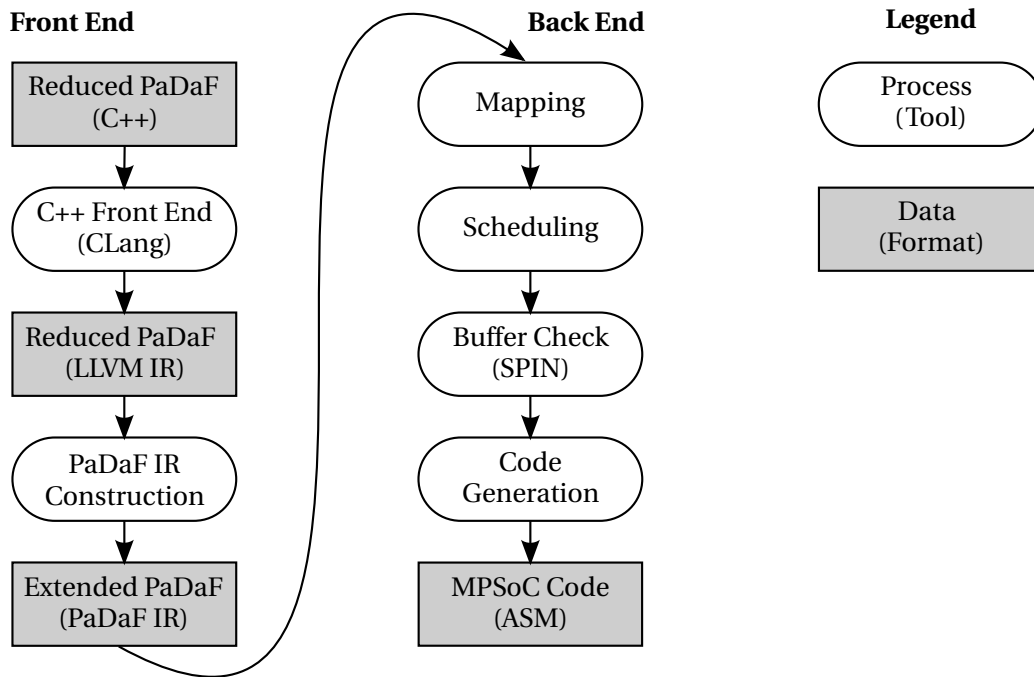 Front End
Reduced PaDaF
(C++)
C++ Front End
(CLang)
Reduced PaDaF
(LLVM IR)
PaDaF IR
Construction
Extended PaDaF
(PaDaF IR)
Back End
Mapping
Scheduling
Buffer Check
(SPIN)
Code
Generation
MPSoC Code
(ASM)
Legend
Process
(Tool)
Data
(Format)